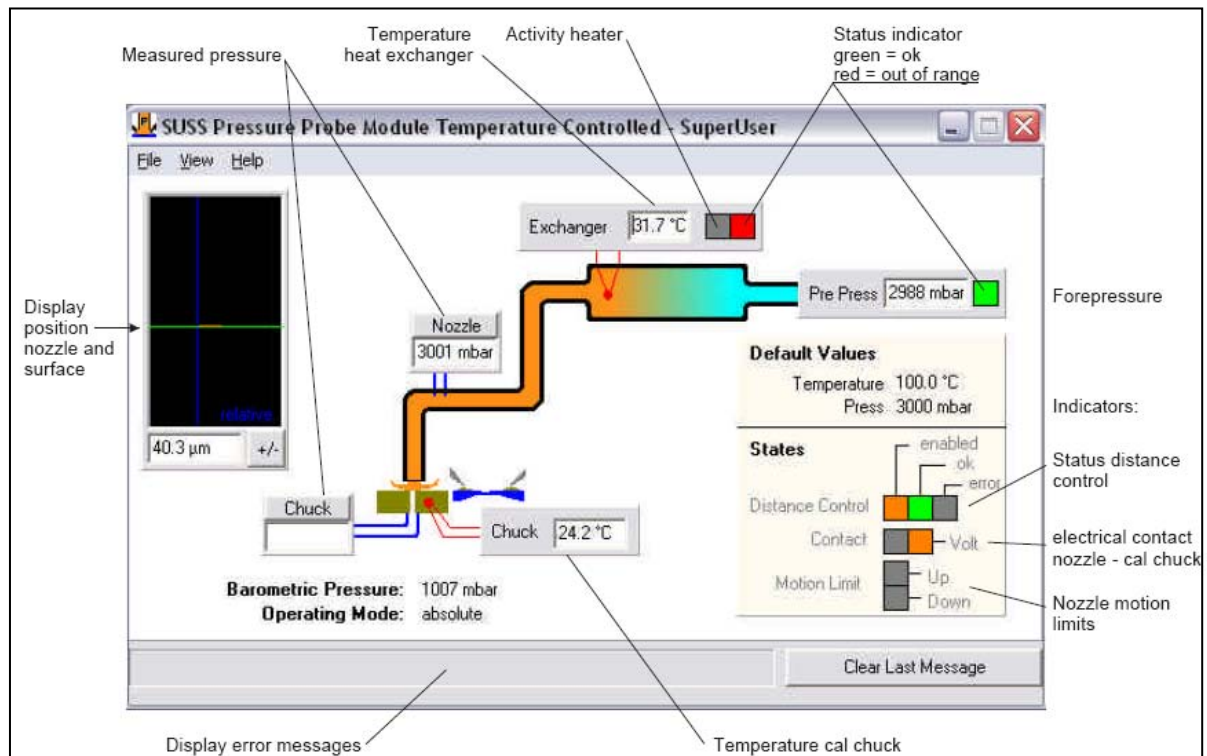 Measured pressure
Temperature
heat exchanger
Activity heater
Status indicator
green = ok
red = out of range
SUSS Pressure Probe Module Temperature Controlled - SuperUser
File View Help
Exchanger 31.7 °C
Pre Press 2988 mbar
Forepressure
Display
position
nozzle and
surface
relative
40.3 µm +/-
Nozzle
3001 mbar
Default Values
Temperature 100.0 °C
Press 3000 mbar
Indicators:
States
enabled
ok
error
Distance Control
Status distance
control
Contact
Volt
electrical contact
nozzle - cal chuck
Motion Limit
Up
Down
Nozzle motion
limits
Chuck
Chuck 24.2 °C
Barometric Pressure: 1007 mbar
Operating Mode: absolute
Clear Last Message
Display error messages
Temperature cal chuck